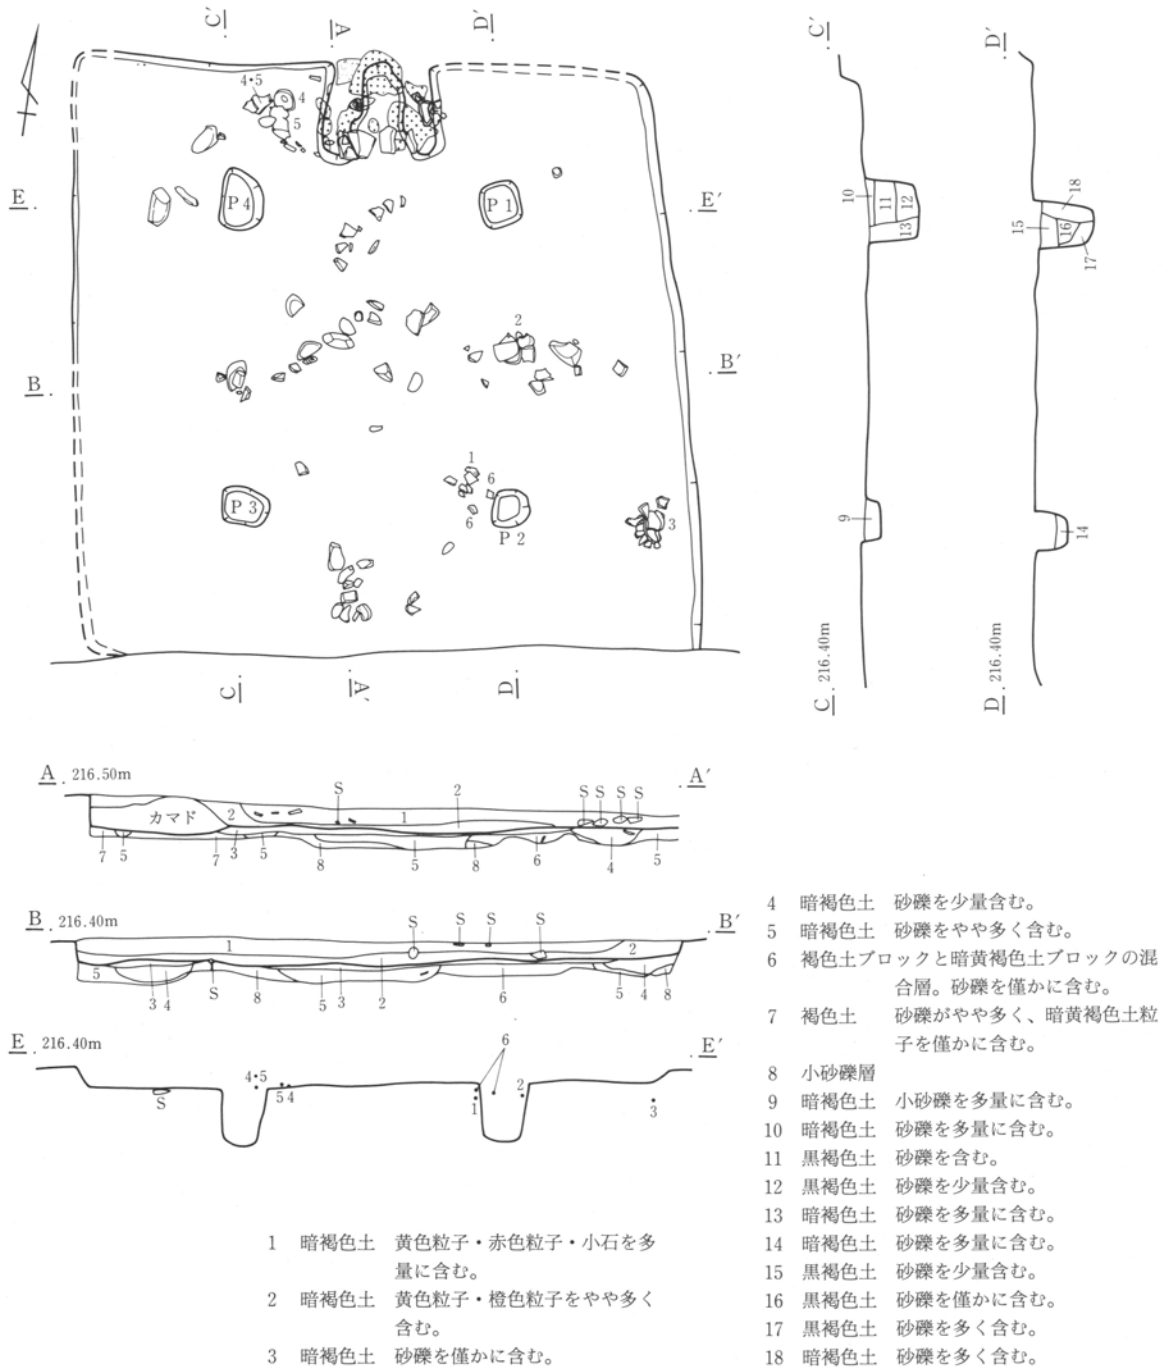 C′
A
D′
4・5
4
5
E
P 4
P 1
E′
2
B
B′
1
6
6
P 3
P 2
3
C
A′
D
C′
D′
10
11
12
13
18
15
16
17
9
14
C . 216.40m
D . 216.40m
A . 216.50m
A′
カマド
2
S
1
2
S S S S
7
5
7
3
5
8
5
8
6
4
5
B . 216.40m
B′
1
S
S
S
S
2
5
3
4
S
8
5
3
2
6
5
4
8
E . 216.40m
E′
S
4・5
5 4
6
1
2
3
1 暗褐色土 黄色粒子・赤色粒子・小石を多
量に含む。
2 暗褐色土 黄色粒子・橙色粒子をやや多く
含む。
3 暗褐色土 砂礫を僅かに含む。
4 暗褐色土 砂礫を少量含む。
5 暗褐色土 砂礫をやや多く含む。
6 褐色土ブロックと暗黄褐色土ブロックの混
合層。砂礫を僅かに含む。
7 褐色土 砂礫がやや多く、暗黄褐色土粒
子を僅かに含む。
8 小砂礫層
9 暗褐色土 小砂礫を多量に含む。
10 暗褐色土 砂礫を多量に含む。
11 黒褐色土 砂礫を含む。
12 黒褐色土 砂礫を少量含む。
13 暗褐色土 砂礫を多量に含む。
14 暗褐色土 砂礫を多量に含む。
15 黒褐色土 砂礫を少量含む。
16 黒褐色土 砂礫を僅かに含む。
17 黒褐色土 砂礫を多く含む。
18 暗褐色土 砂礫を多く含む。